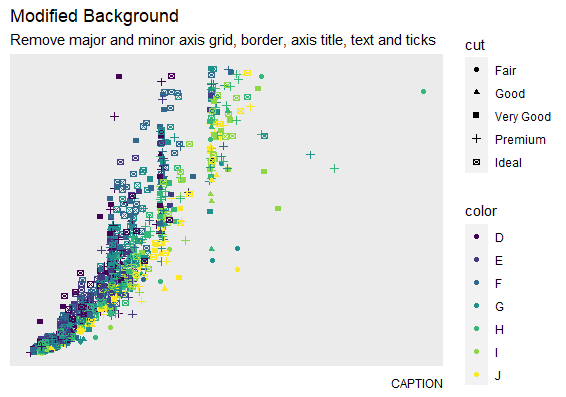 Modified Background
Remove major and minor axis grid, border, axis title, text and ticks
cut
Fair
Good
Very Good
Premium
Ideal
color
D
E
F
G
H
I
J
CAPTION